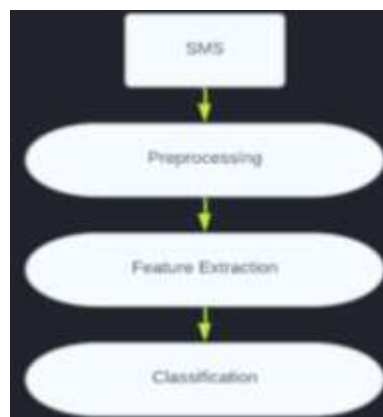 SMS
Preprocessing
Feature Extraction
Classification